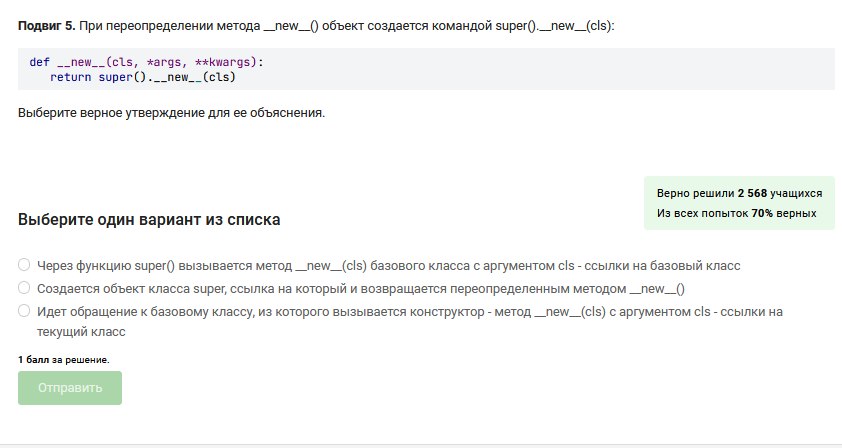 Подвиг 5. При переопределении метода __new__() объект создается командой super().__new__(cls):
def __new__(cls, *args, **kwargs):
return super().__new__(cls)
Выберите верное утверждение для ее объяснения.
Верно решили 2 568 учащихся
Из всех попыток 70% верных
Выберите один вариант из списка
Через функцию super() вызывается метод __new__(cls) базового класса с аргументом cls - ссылки на базовый класс
Создается объект класса super, ссылка на который и возвращается переопределенным методом __new__()
Идет обращение к базовому классу, из которого вызывается конструктор - метод __new__(cls) с аргументом cls - ссылки на
текущий класс
1 балл за решение.
Отправить